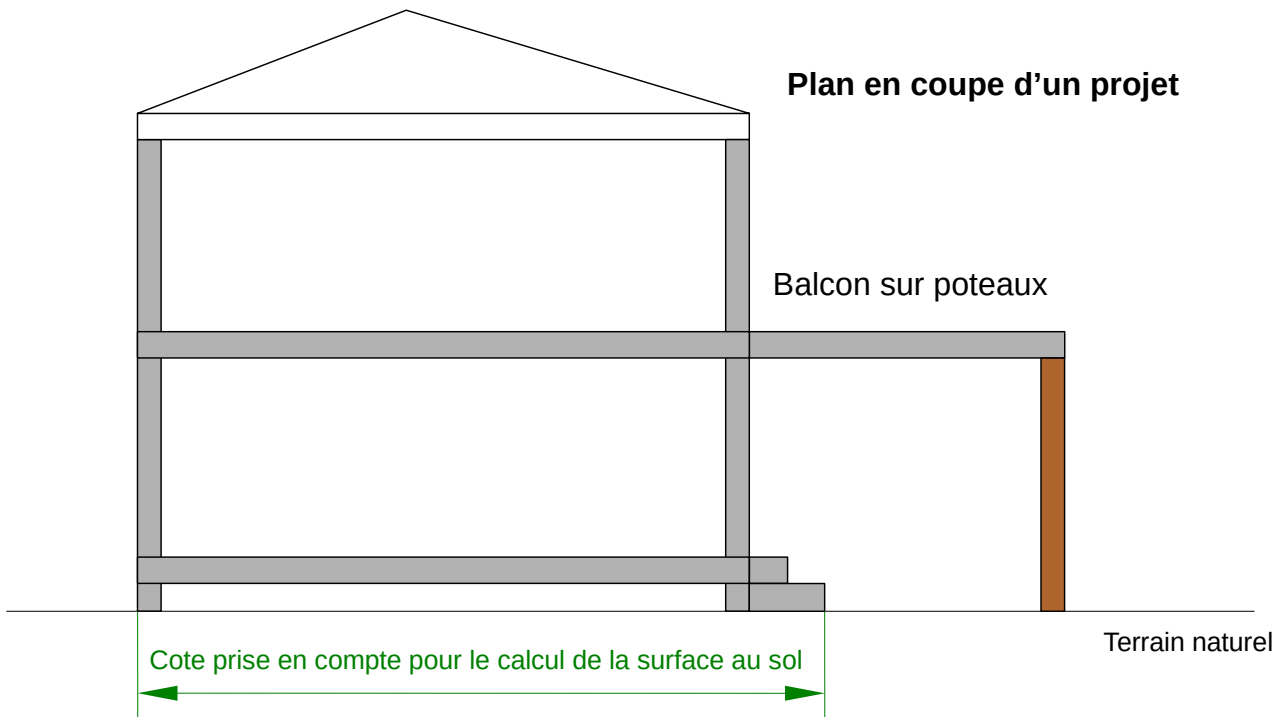 Plan en coupe d’un projet
Balcon sur poteaux
Terrain naturel
Cote prise en compte pour le calcul de la surface au sol